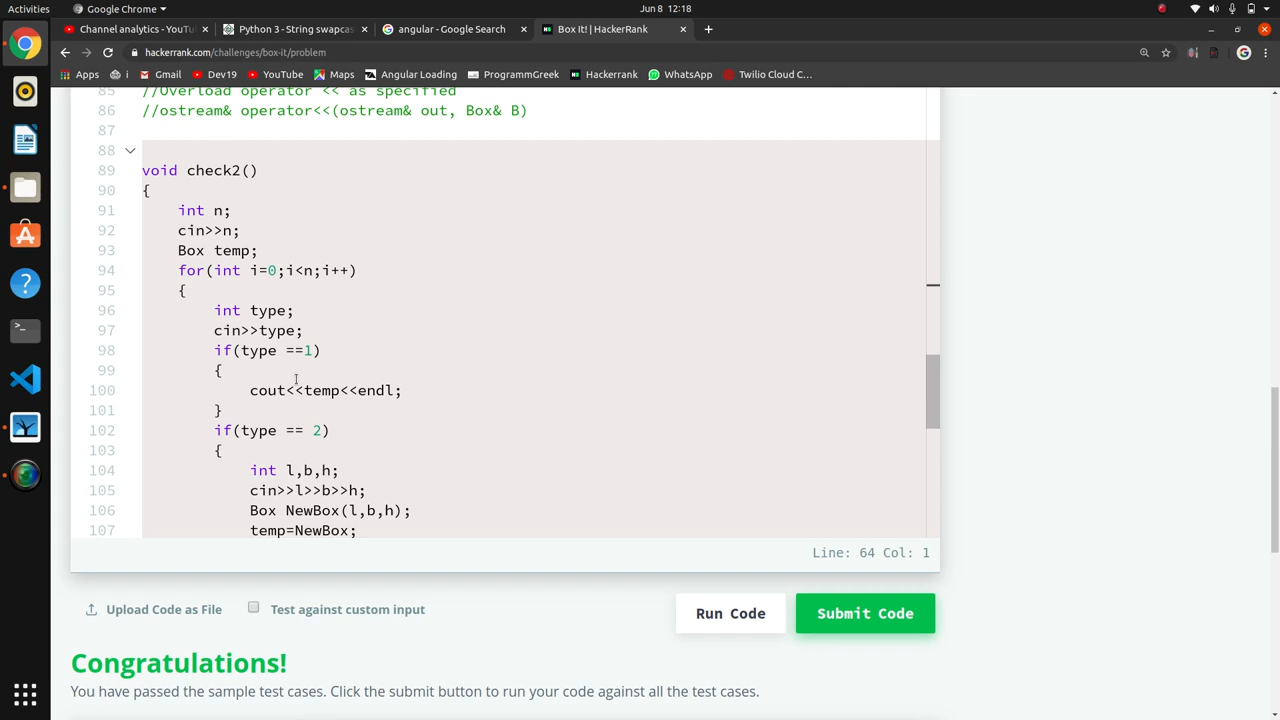 Activities
Google Chrome
Jun 8 12:18
Channel analytics - YouTu
Python 3 - String swapcas
angular - Google Search
Box It! | HackerRank
hackerrank.com/challenges/box-it/problem
Apps
i
Gmail
Dev19
YouTube
Maps
Angular Loading
ProgrammGreek
Hackerrank
WhatsApp
Twilio Cloud C...
85 //Overload operator << as specified
86 //ostream& operator<<(ostream& out, Box& B)
87
88
89 void check2()
90 {
91 int n;
92 cin>>n;
93 Box temp;
94 for(int i=0;i<n;i++)
95 {
96 int type;
97 cin>>type;
98 if(type ==1)
99 {
100 cout<<temp<<endl;
101 }
102 if(type == 2)
103 {
104 int l,b,h;
105 cin>>l>>b>>h;
106 Box NewBox(l,b,h);
107 temp=NewBox;
Line: 64 Col: 1
Upload Code as File
Test against custom input
Run Code
Submit Code
Congratulations!
You have passed the sample test cases. Click the submit button to run your code against all the test cases.